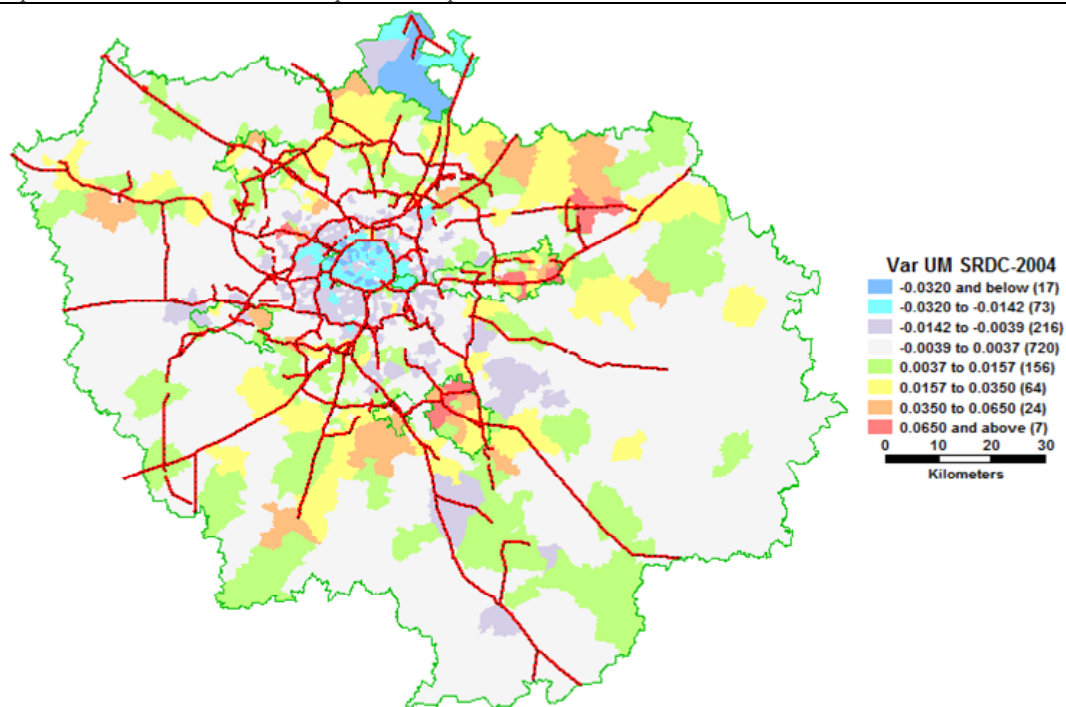 Var UM SRDC-2004
-0.0320 and below (17)
-0.0320 to -0.0142 (73)
-0.0142 to -0.0039 (216)
-0.0039 to 0.0037 (720)
0.0037 to 0.0157 (156)
0.0157 to 0.0350 (64)
0.0350 to 0.0650 (24)
0.0650 and above (7)
0 10 20 30
Kilometers